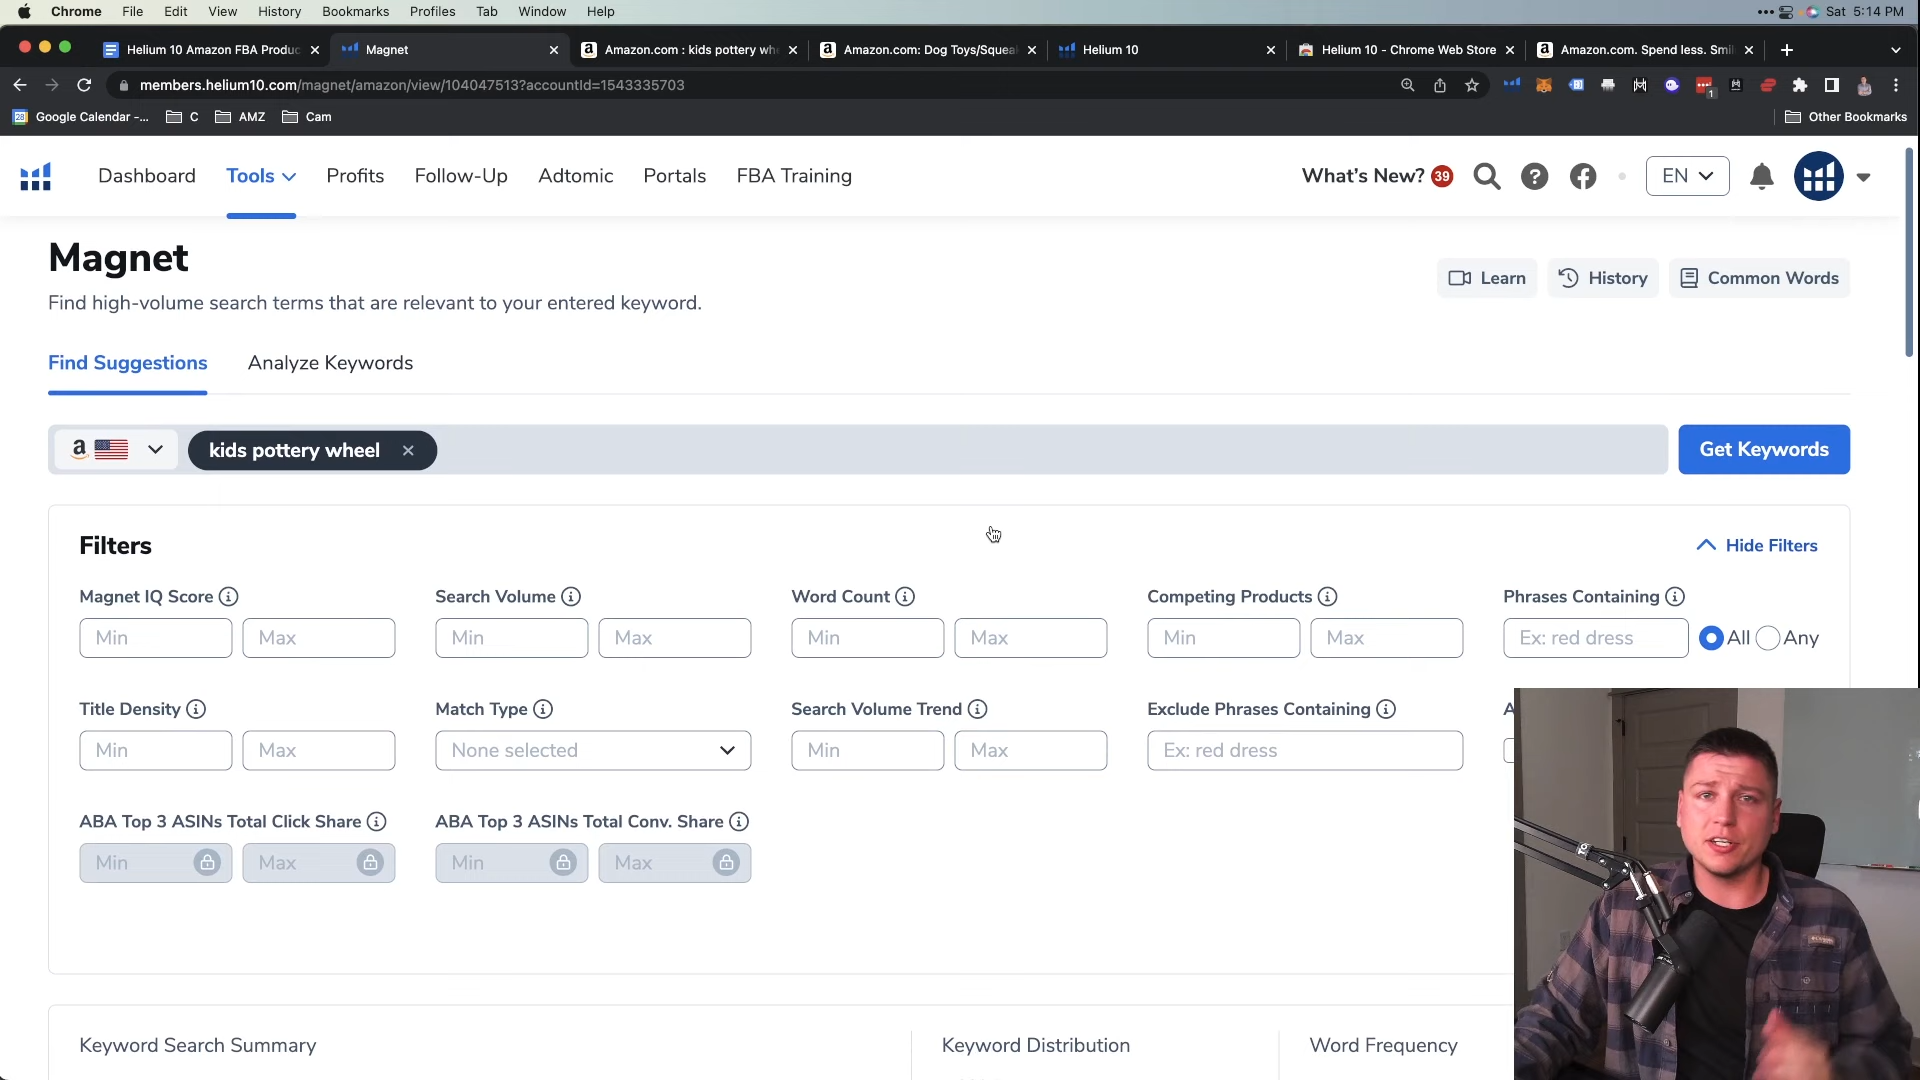 Chrome File Edit View History Bookmarks Profiles Tab Window Help Sat 5:14 PM
Helium 10 Amazon FBA Produc Magnet Amazon.com : kids pottery whe Amazon.com: Dog Toys/Squeak Helium 10 Helium 10 - Chrome Web Store Amazon.com. Spend less. Smil
members.helium10.com/magnet/amazon/view/104047513?accountId=1543335703
Google Calendar -... C AMZ Cam Other Bookmarks
Dashboard Tools Profits Follow-Up Adtomic Portals FBA Training What's New? 39 EN
Magnet
Find high-volume search terms that are relevant to your entered keyword.
Learn History Common Words
Find Suggestions Analyze Keywords
kids pottery wheel Get Keywords
Filters Hide Filters
Magnet IQ Score Search Volume Word Count Competing Products Phrases Containing
Min Max Min Max Min Max Min Max Ex: red dress All Any
Title Density Match Type Search Volume Trend Exclude Phrases Containing A
Min Max None selected Min Max Ex: red dress
ABA Top 3 ASINs Total Click Share ABA Top 3 ASINs Total Conv. Share
Min Max Min Max
Keyword Search Summary Keyword Distribution Word Frequency